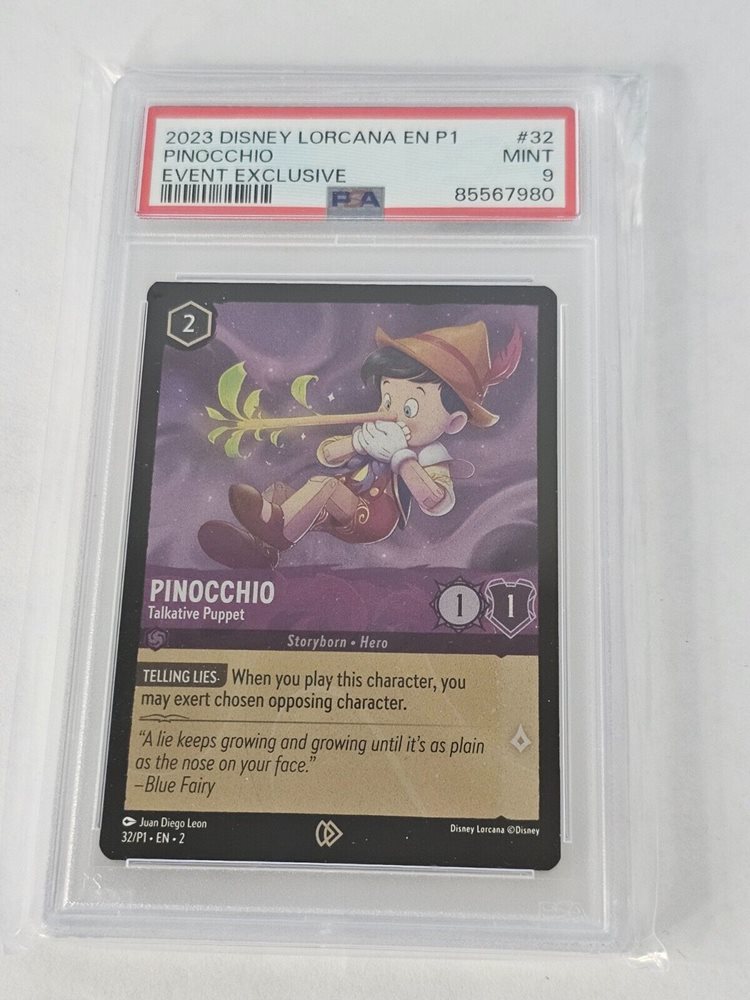 2023 DISNEY LORCANA EN P1 #32
PINOCCHIO MINT
EVENT EXCLUSIVE 9
PSA 85567980
2
PINOCCHIO
Talkative Puppet
1 1
Storyborn • Hero
TELLING LIES· When you play this character, you
may exert chosen opposing character.
“A lie keeps growing and growing until it’s as plain
as the nose on your face.”
–Blue Fairy
Juan Diego Leon
32/P1 • EN • 2
Disney Lorcana ©Disney